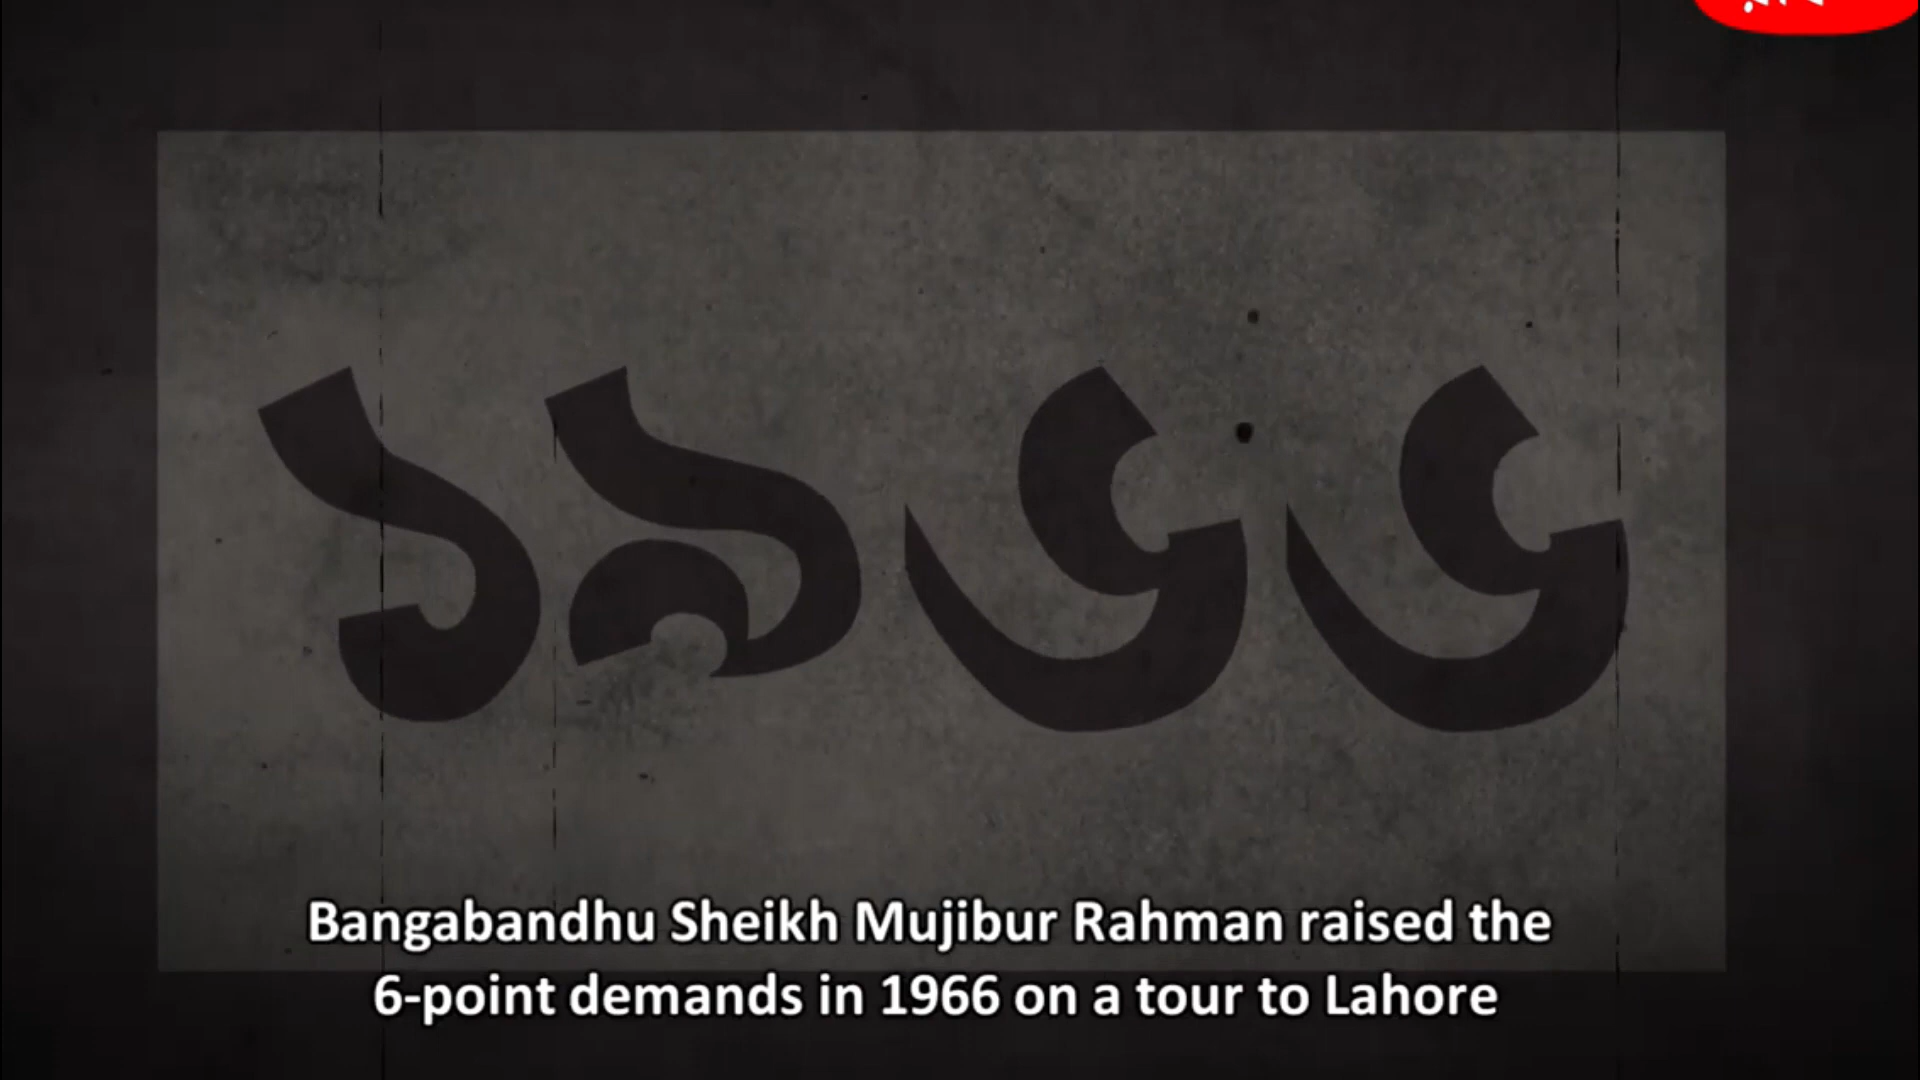 ১৯৬৬
Bangabandhu Sheikh Mujibur Rahman raised the
6-point demands in 1966 on a tour to Lahore